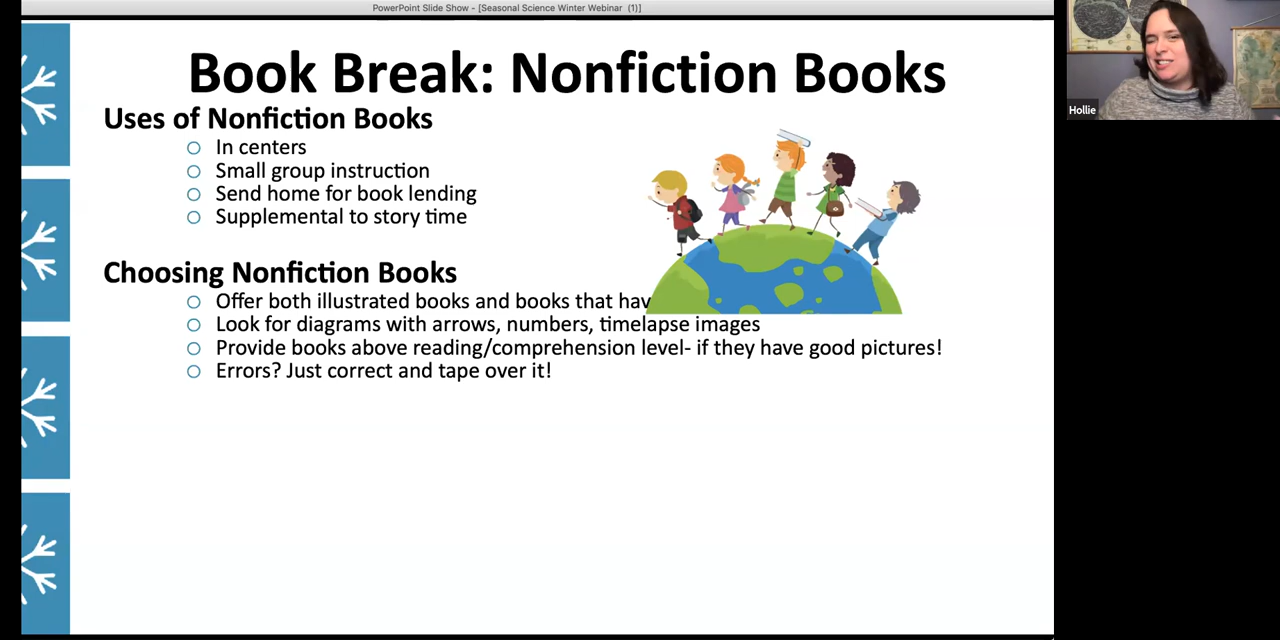 PowerPoint Slide Show - [Seasonal Science Winter Webinar (1)]
Book Break: Nonfiction Books
Hollie
Uses of Nonfiction Books
In centers
Small group instruction
Send home for book lending
Supplemental to story time
Choosing Nonfiction Books
Offer both illustrated books and books that
Look for diagrams with arrows, numbers, timelapse images
Provide books above reading/comprehension level- if they have good pictures!
Errors? Just correct and tape over it!